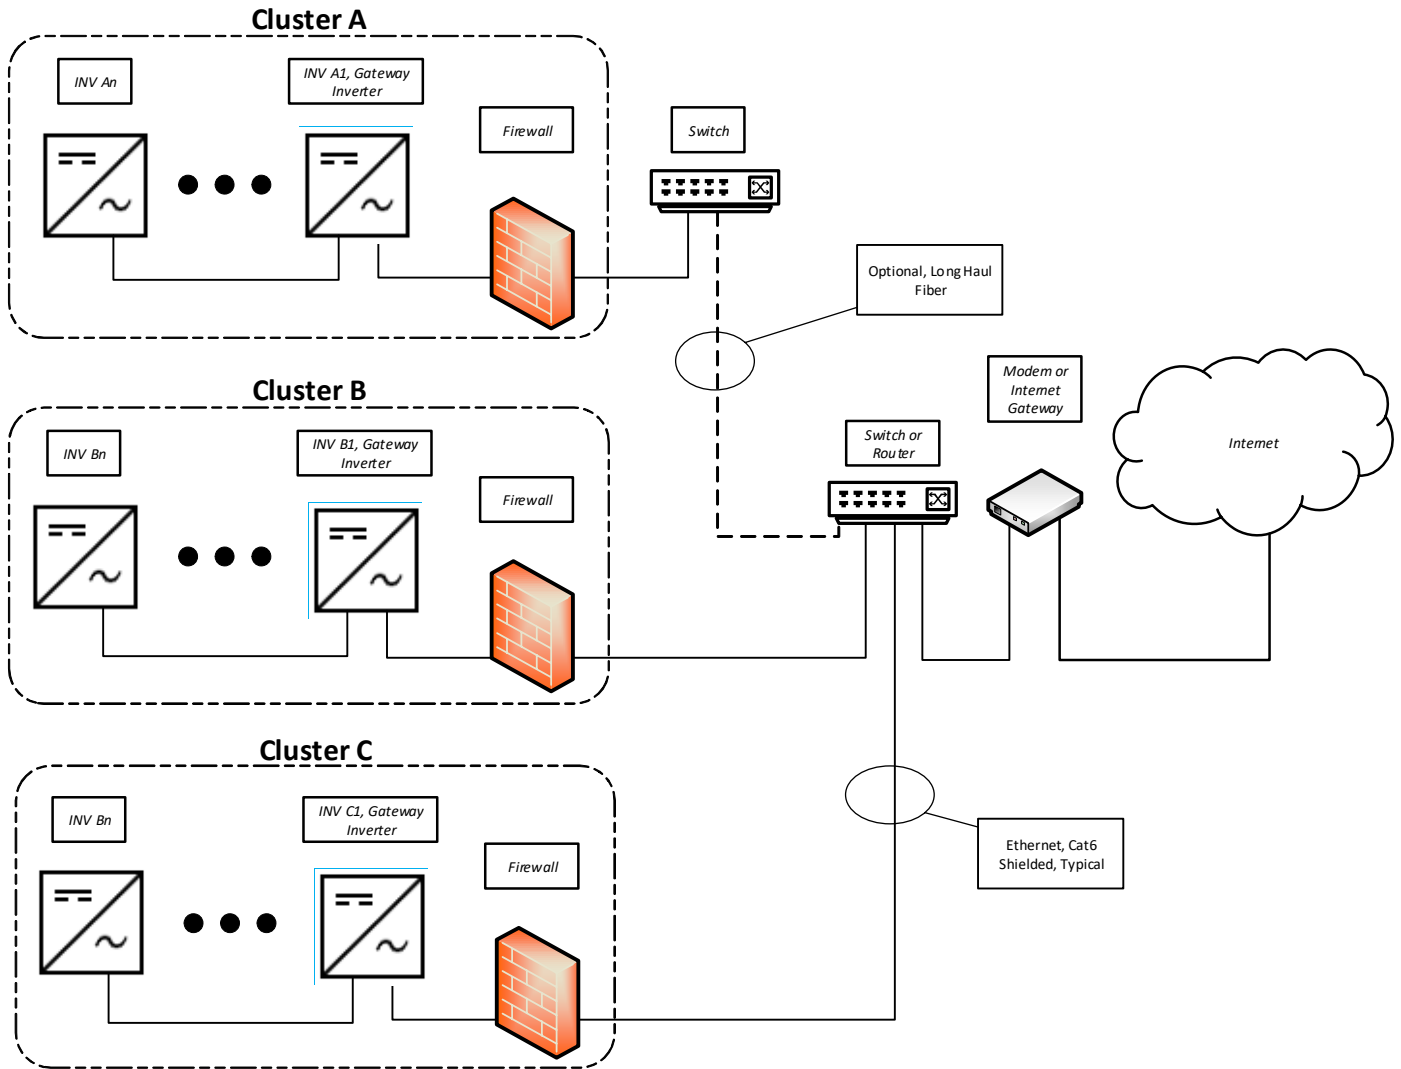 Cluster A
INV An
INV A1, Gateway
Inverter
Firewall
Switch
Optional, Long Haul
Fiber
Cluster B
INV Bn
INV B1, Gateway
Inverter
Firewall
Switch or
Router
Modem or
Internet
Gateway
Internet
Cluster C
INV Bn
INV C1, Gateway
Inverter
Firewall
Ethernet, Cat6
Shielded, Typical